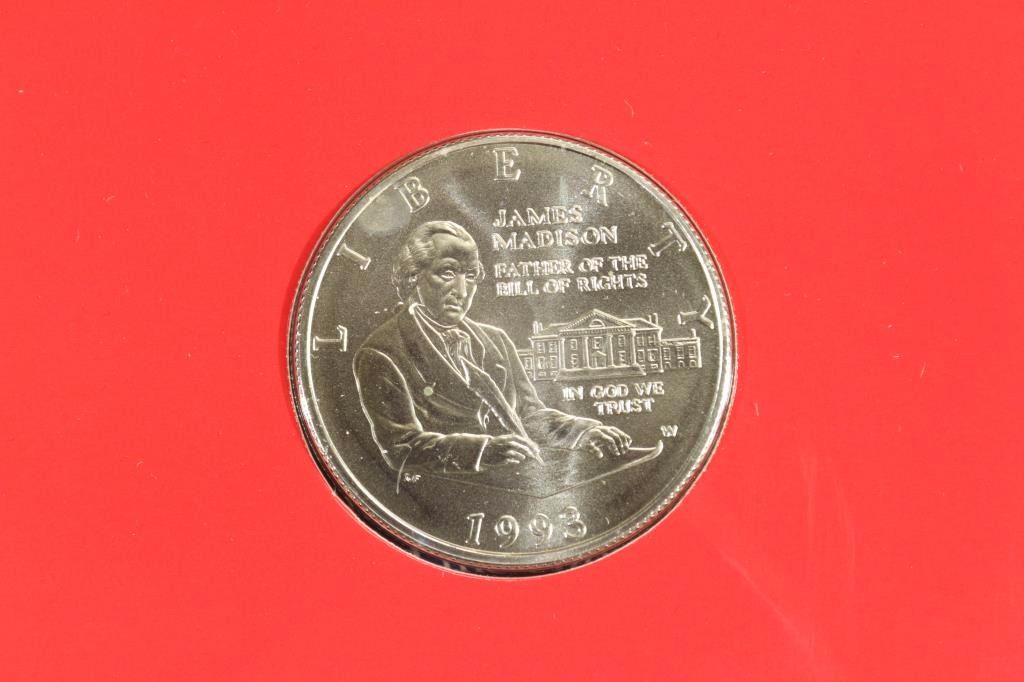 LIBERTY
JAMES
MADISON
FATHER OF THE
BILL OF RIGHTS
IN GOD WE
TRUST
W
1993